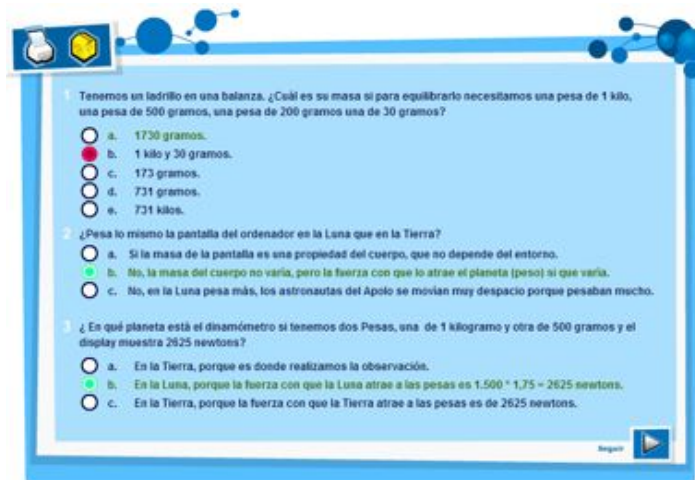 1 Tenemos un ladrillo en una balanza. ¿Cuál es su masa si para equilibrarlo necesitamos una pesa de 1 kilo,
una pesa de 500 gramos, una pesa de 200 gramos una de 30 gramos?
a. 1730 gramos.
b. 1 kilo y 30 gramos.
c. 173 gramos.
d. 731 gramos.
e. 731 kilos.
2 ¿Pesa lo mismo la pantalla del ordenador en la Luna que en la Tierra?
a. Si la masa de la pantalla es una propiedad del cuerpo, que no depende del entorno.
b. No, la masa del cuerpo no varía, pero la fuerza con que lo atrae el planeta (peso) si que varía.
c. No, en la Luna pesa más, los astronautas del Apolo se movian muy despacio porque pesaban mucho.
3 ¿ En qué planeta está el dinamómetro si tenemos dos Pesas, una de 1 kilogramo y otra de 500 gramos y el
display muestra 2625 newtons?
a. En la Tierra, porque es donde realizamos la observación.
b. En la Luna, porque la fuerza con que la Luna atrae a las pesas es 1.500 * 1,75 = 2625 newtons.
c. En la Tierra, porque la fuerza con que la Tierra atrae a las pesas es de 2625 newtons.
Seguir